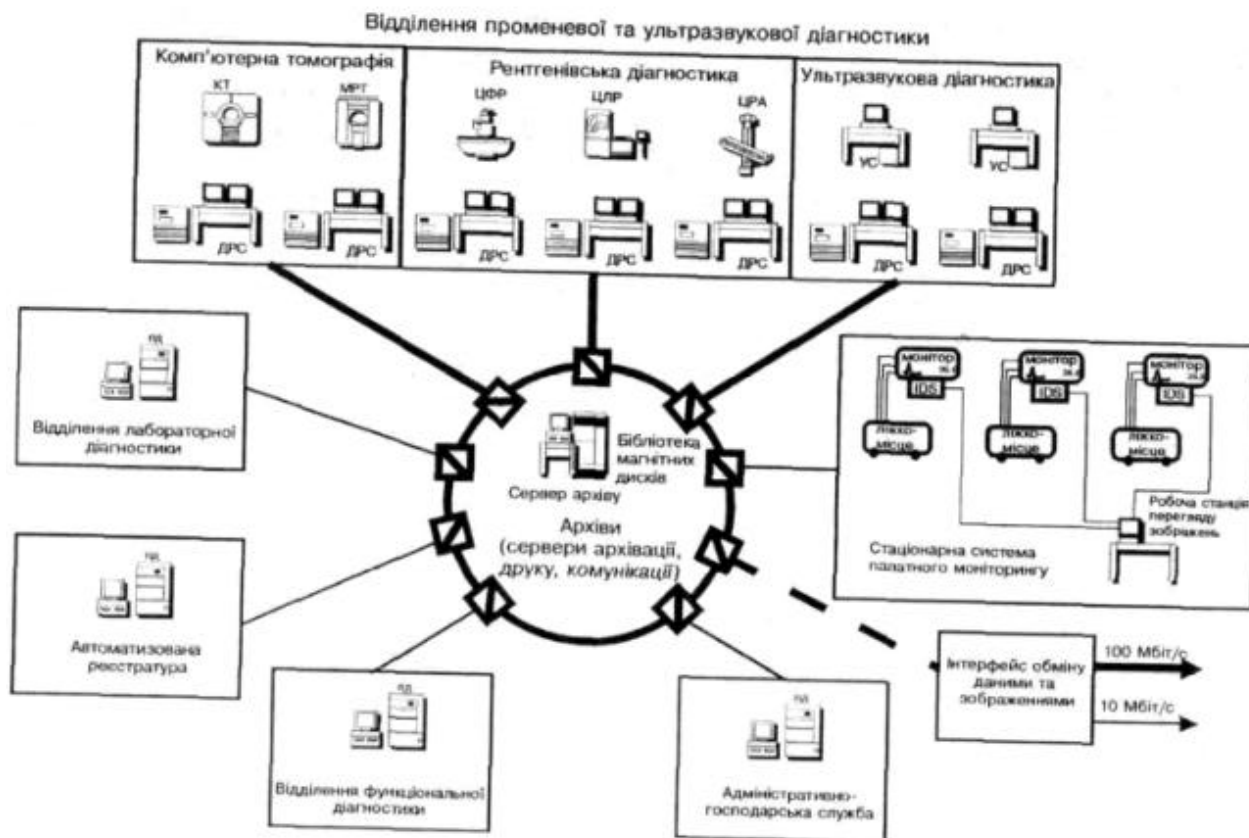 Відділення променевої та ультразвукової діагностики
Комп'ютерна томографія
КТ
МРТ
ДРС
ДРС
Рентгенівська діагностика
ЦФР
ЦЛР
ЦРА
ДРС
ДРС
ДРС
Ультразвукова діагностика
УС
УС
ДРС
ДРС
ПД
Відділення лабораторної
діагностики
Бібліотека
магнітних
дисків
Сервер архіву
Архіви
(сервери архівації,
друку, комунікації)
монітор
IDS
ліжко-
місце
монітор
IDS
ліжко-
місце
монітор
IDS
ліжко-
місце
Робоча станція
перегляду
зображень
Стаціонарна система
палатного моніторингу
ПД
Автоматизована
реєстратура
ПД
Відділення функціональної
діагностики
ПД
Адміністративно-
господарська служба
Інтерфейс обміну
даними та
зображеннями
100 Мбіт/с
10 Мбіт/с